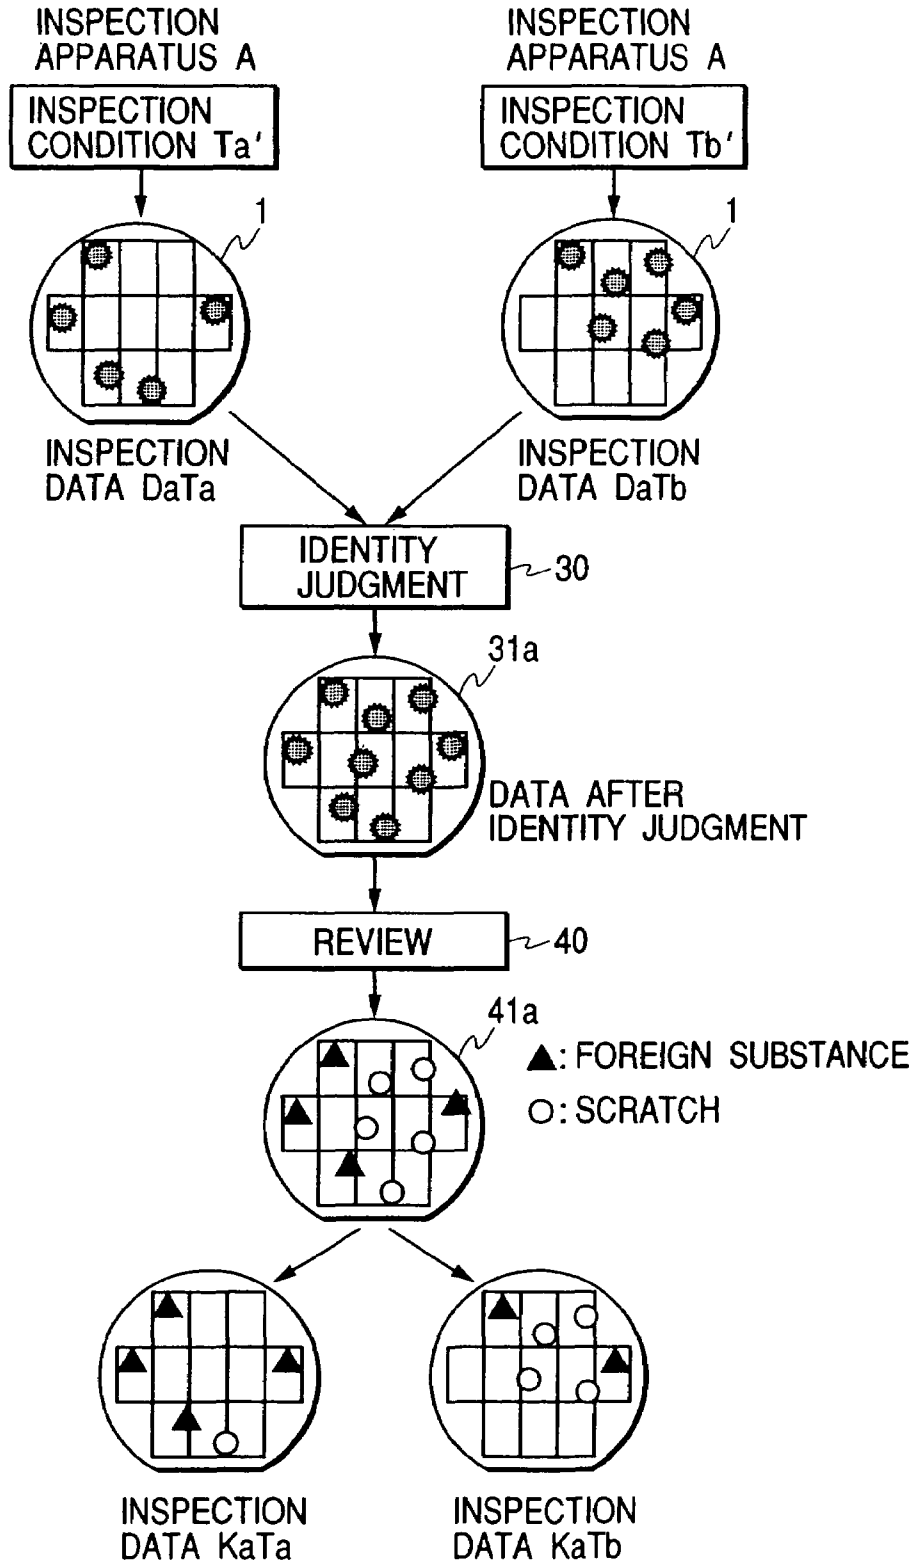 INSPECTION
APPARATUS A
INSPECTION
CONDITION Ta'
1
INSPECTION
DATA DaTa
INSPECTION
APPARATUS A
INSPECTION
CONDITION Tb'
1
INSPECTION
DATA DaTb
IDENTITY
JUDGMENT
30
31a
DATA AFTER
IDENTITY JUDGMENT
REVIEW
40
41a
▲: FOREIGN SUBSTANCE
○: SCRATCH
INSPECTION
DATA KaTa
INSPECTION
DATA KaTb